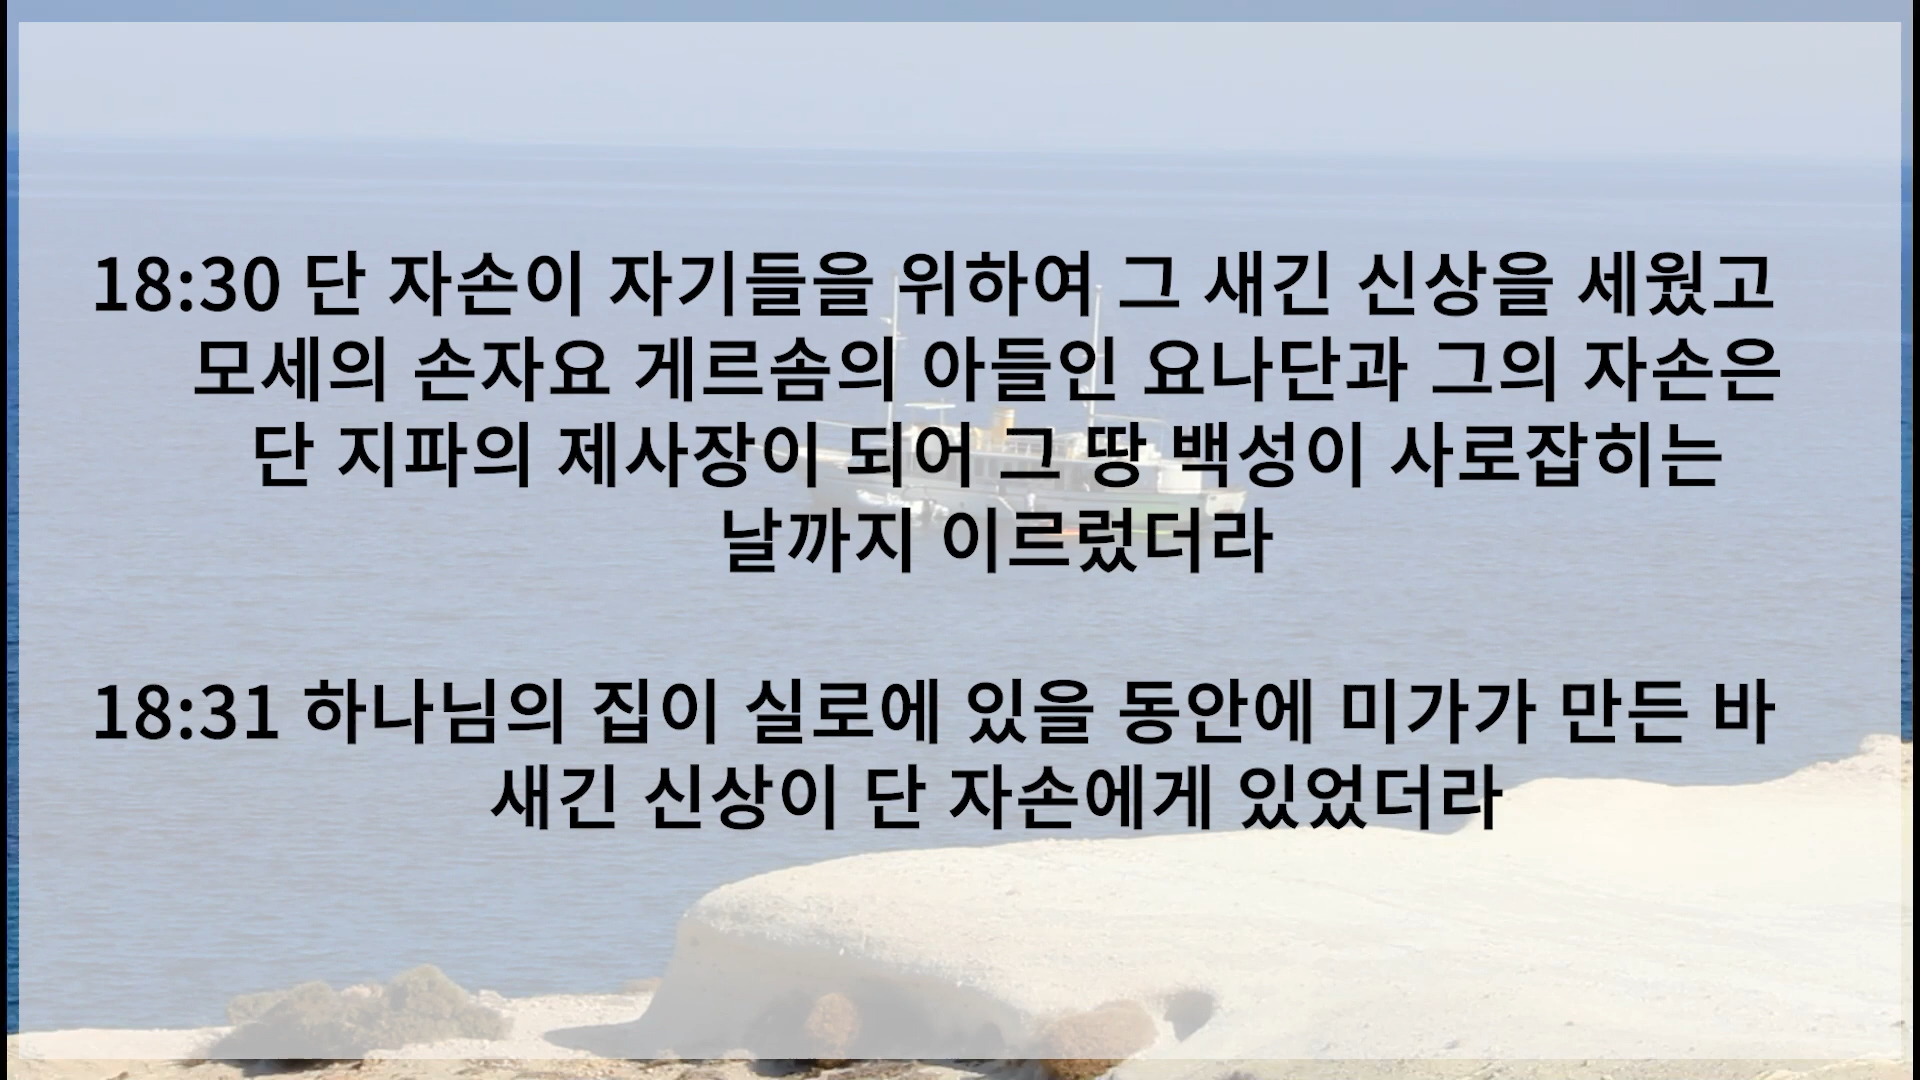 18:30 단 자손이 자기들을 위하여 그 새긴 신상을 세웠고
모세의 손자요 게르솜의 아들인 요나단과 그의 자손은
단 지파의 제사장이 되어 그 땅 백성이 사로잡히는
날까지 이르렀더라
18:31 하나님의 집이 실로에 있을 동안에 미가가 만든 바
새긴 신상이 단 자손에게 있었더라